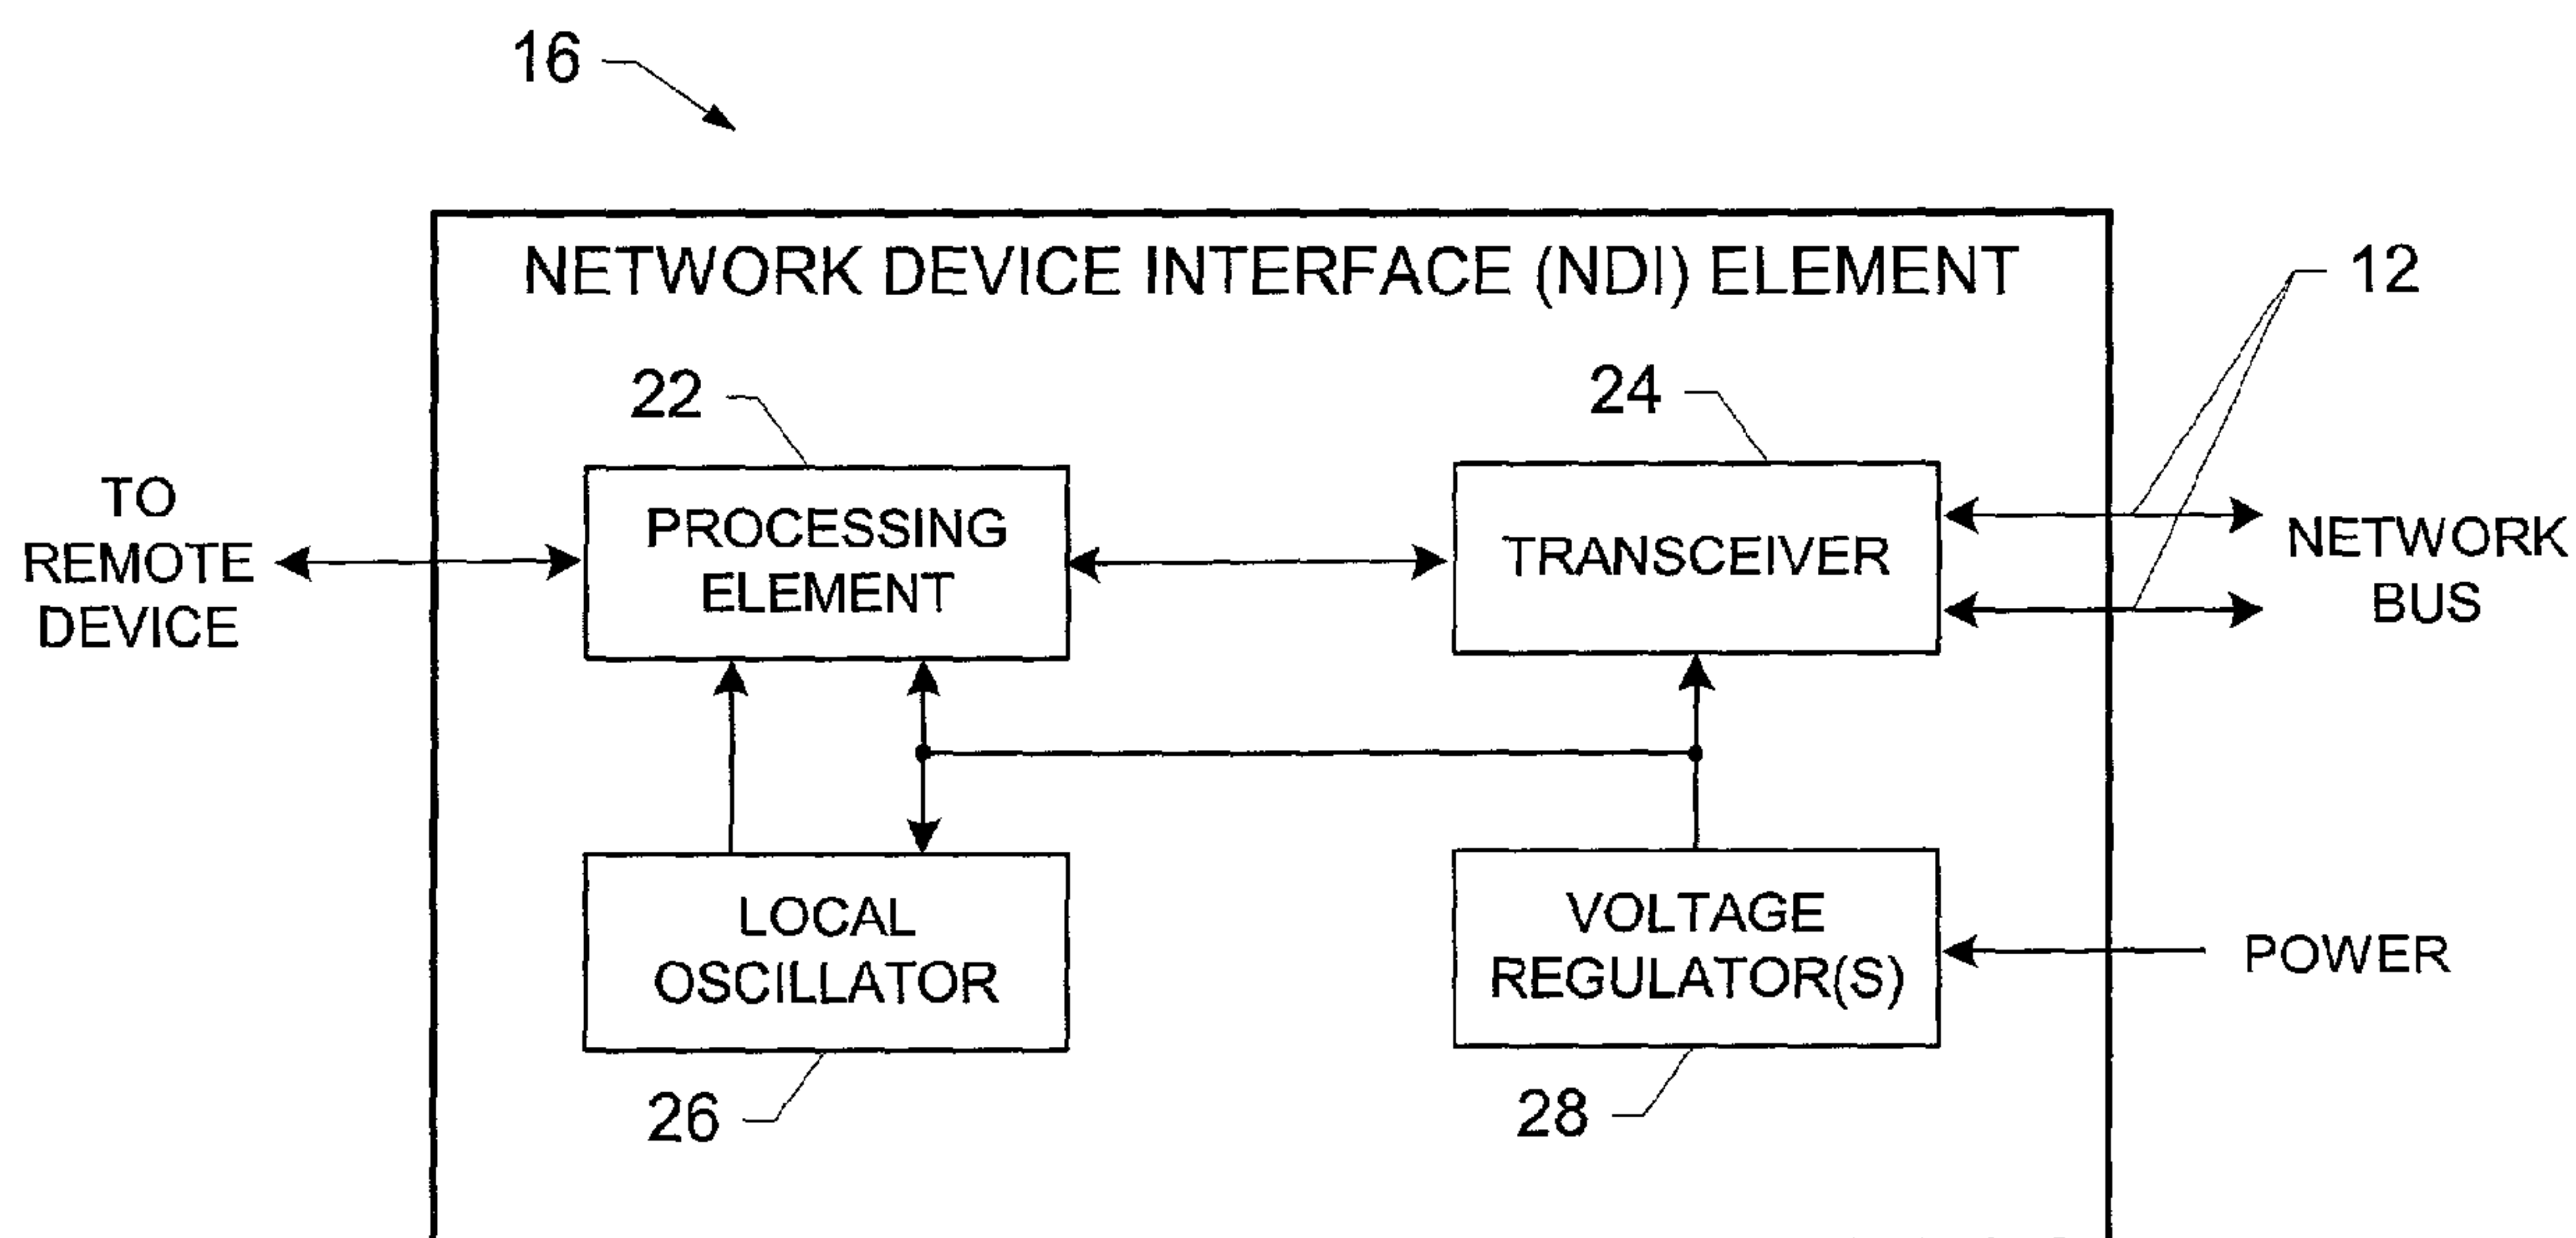 16
NETWORK DEVICE INTERFACE (NDI) ELEMENT
12
22
24
TO
REMOTE
DEVICE
PROCESSING
ELEMENT
TRANSCEIVER
NETWORK
BUS
LOCAL
OSCILLATOR
VOLTAGE
REGULATOR(S)
POWER
26
28